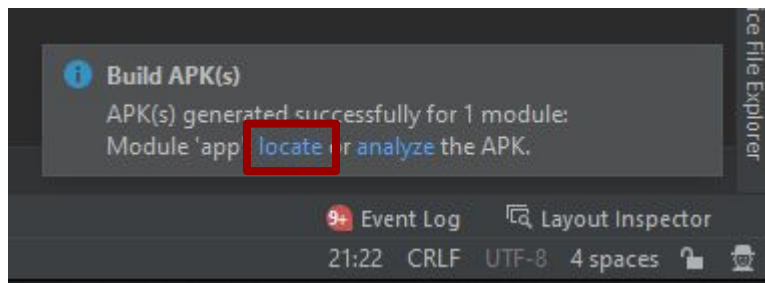 Build APK(s)
APK(s) generated successfully for 1 module:
Module 'app': locate or analyze the APK.
9+ Event Log Layout Inspector
21:22 CRLF UTF-8 4 spaces
ce File Explorer